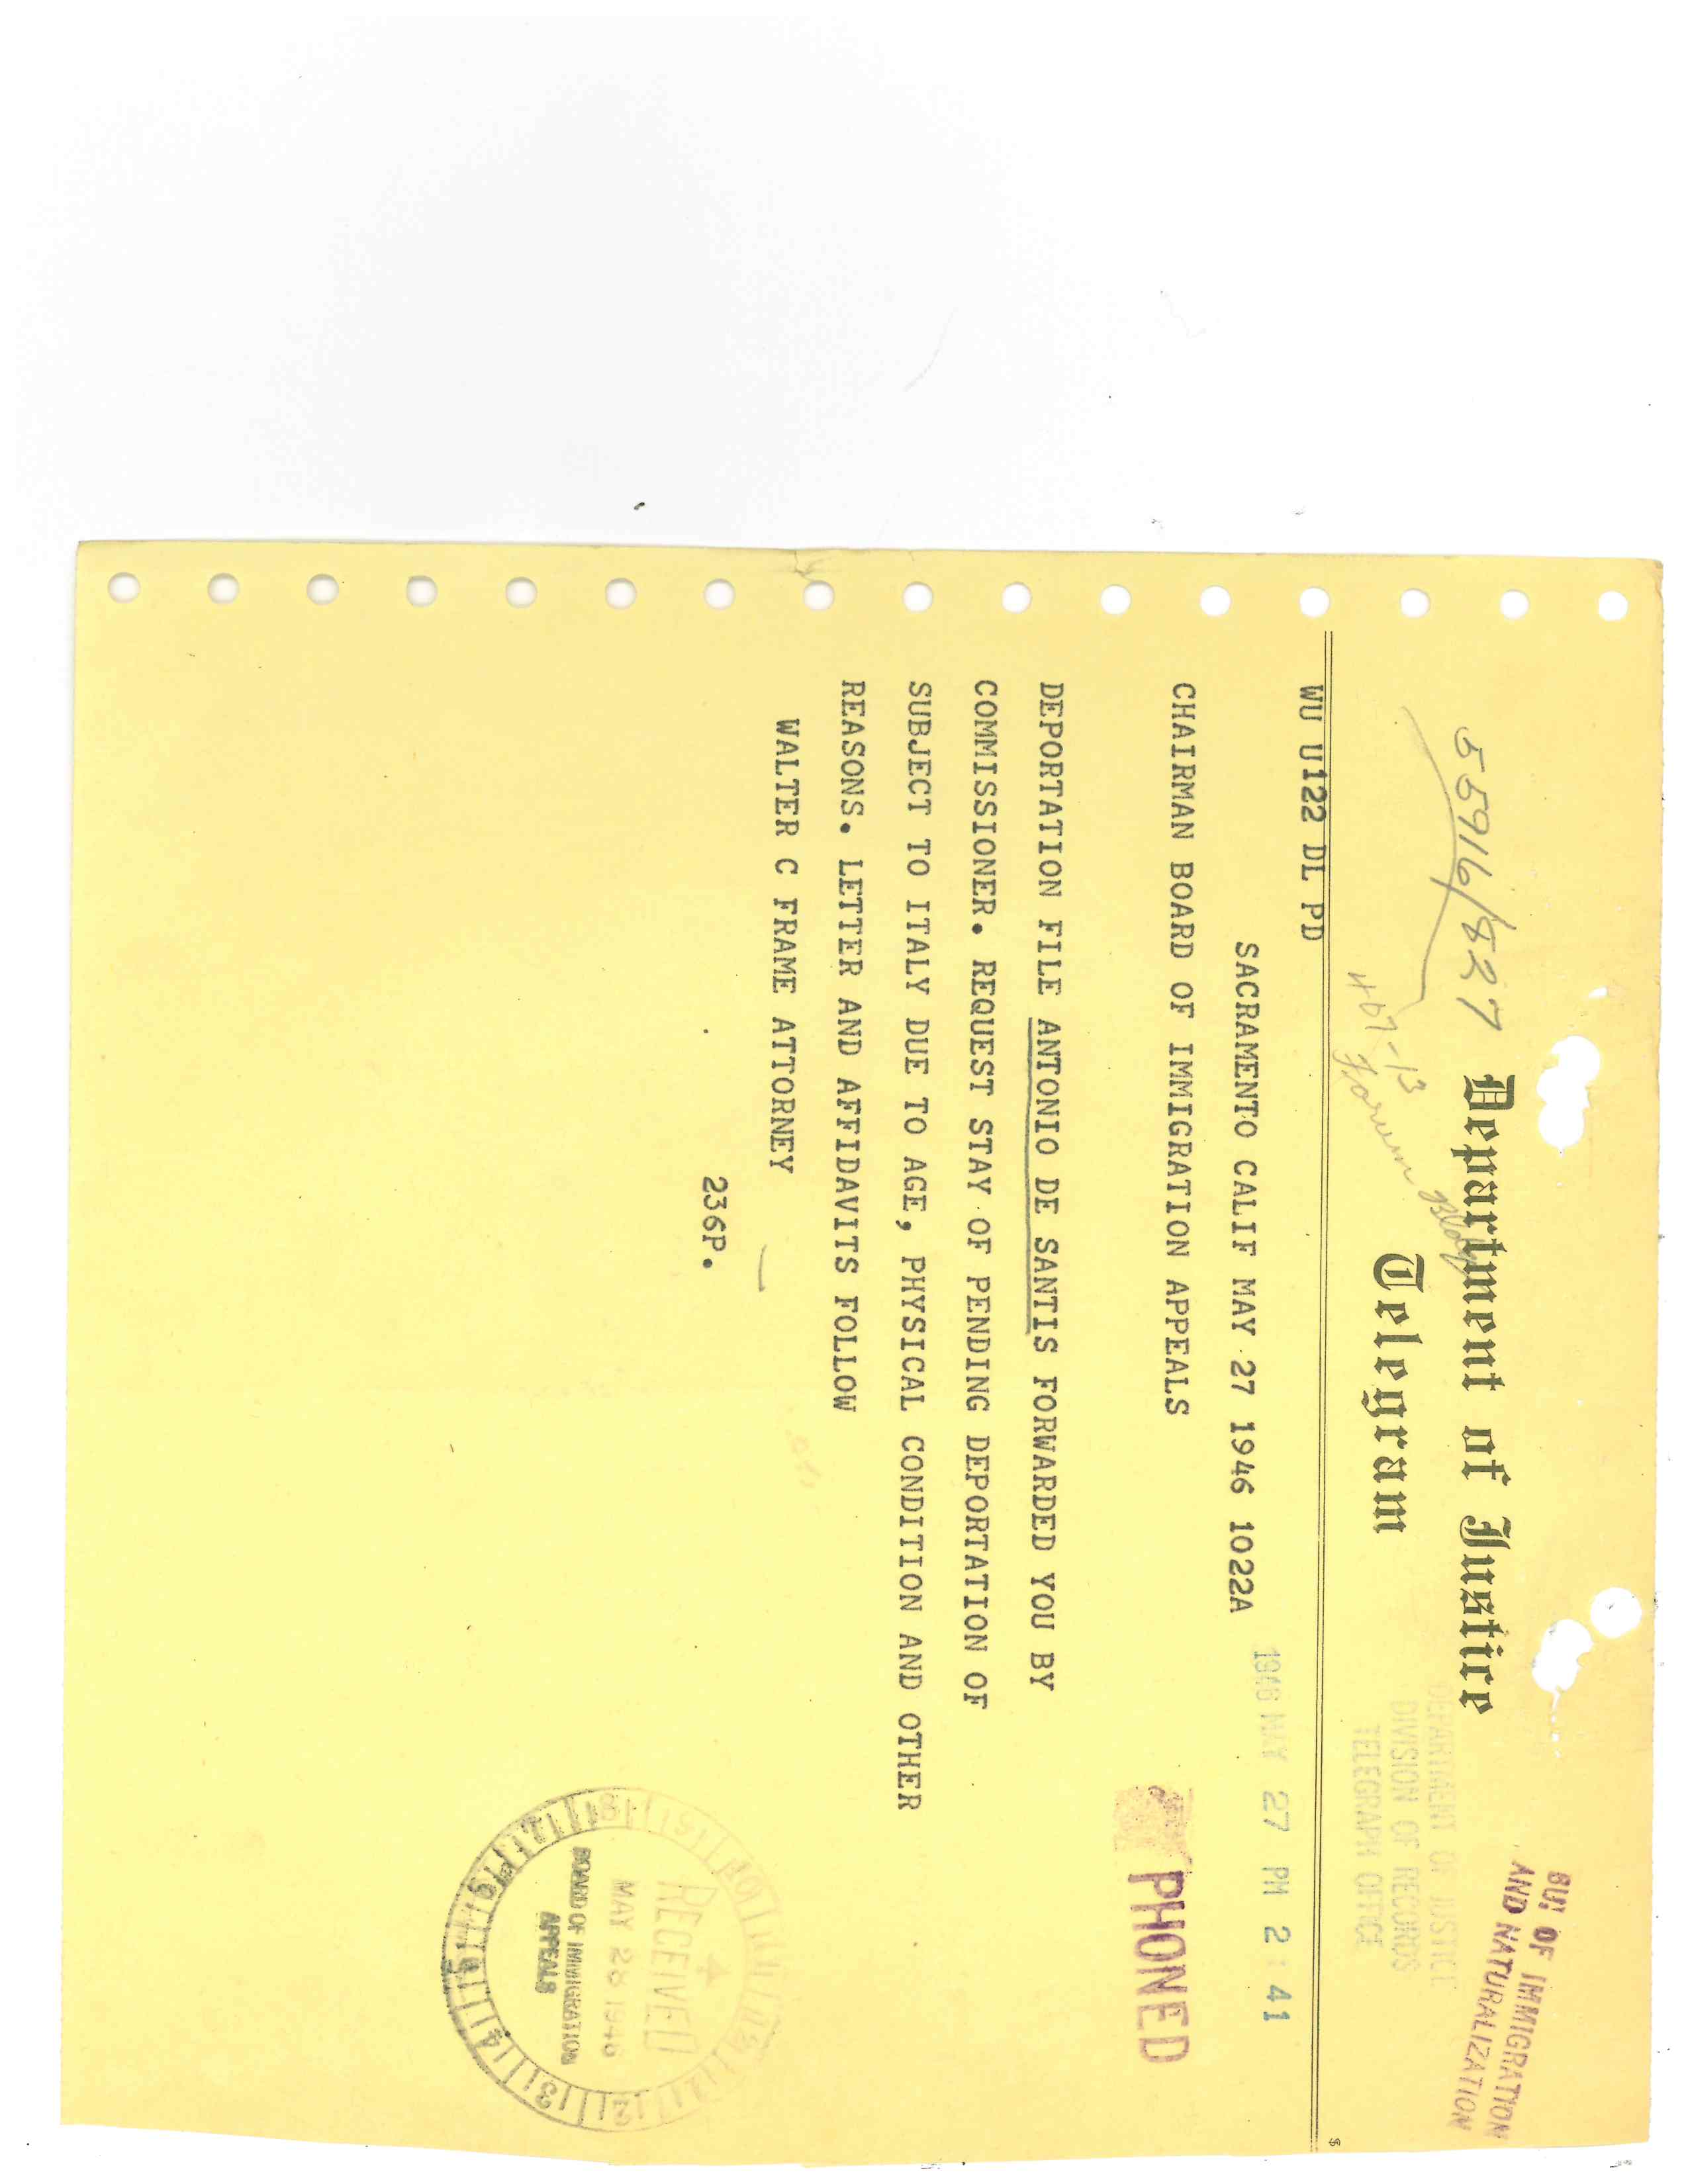 BU. OF IMMIGRATION
AND NATURALIZATION
55916/827
Department of Justice
Telegram
407-13
Forum Bldg
DEPARTMENT OF JUSTICE
DIVISION OF RECORDS
TELEGRAPH OFFICE
$
WU U122 DL PD
1946 MAY 27 PM 2 41
SACRAMENTO CALIF MAY 27 1946 1022A
CHAIRMAN BOARD OF IMMIGRATION APPEALS
PHONED
DEPORTATION FILE ANTONIO DE SANTIS FORWARDED YOU BY
COMMISSIONER. REQUEST STAY OF PENDING DEPORTATION OF
SUBJECT TO ITALY DUE TO AGE, PHYSICAL CONDITION AND OTHER
REASONS. LETTER AND AFFIDAVITS FOLLOW
WALTER C FRAME ATTORNEY
236P.
RECEIVED
MAY 28 1946
BOARD OF IMMIGRATION
APPEALS